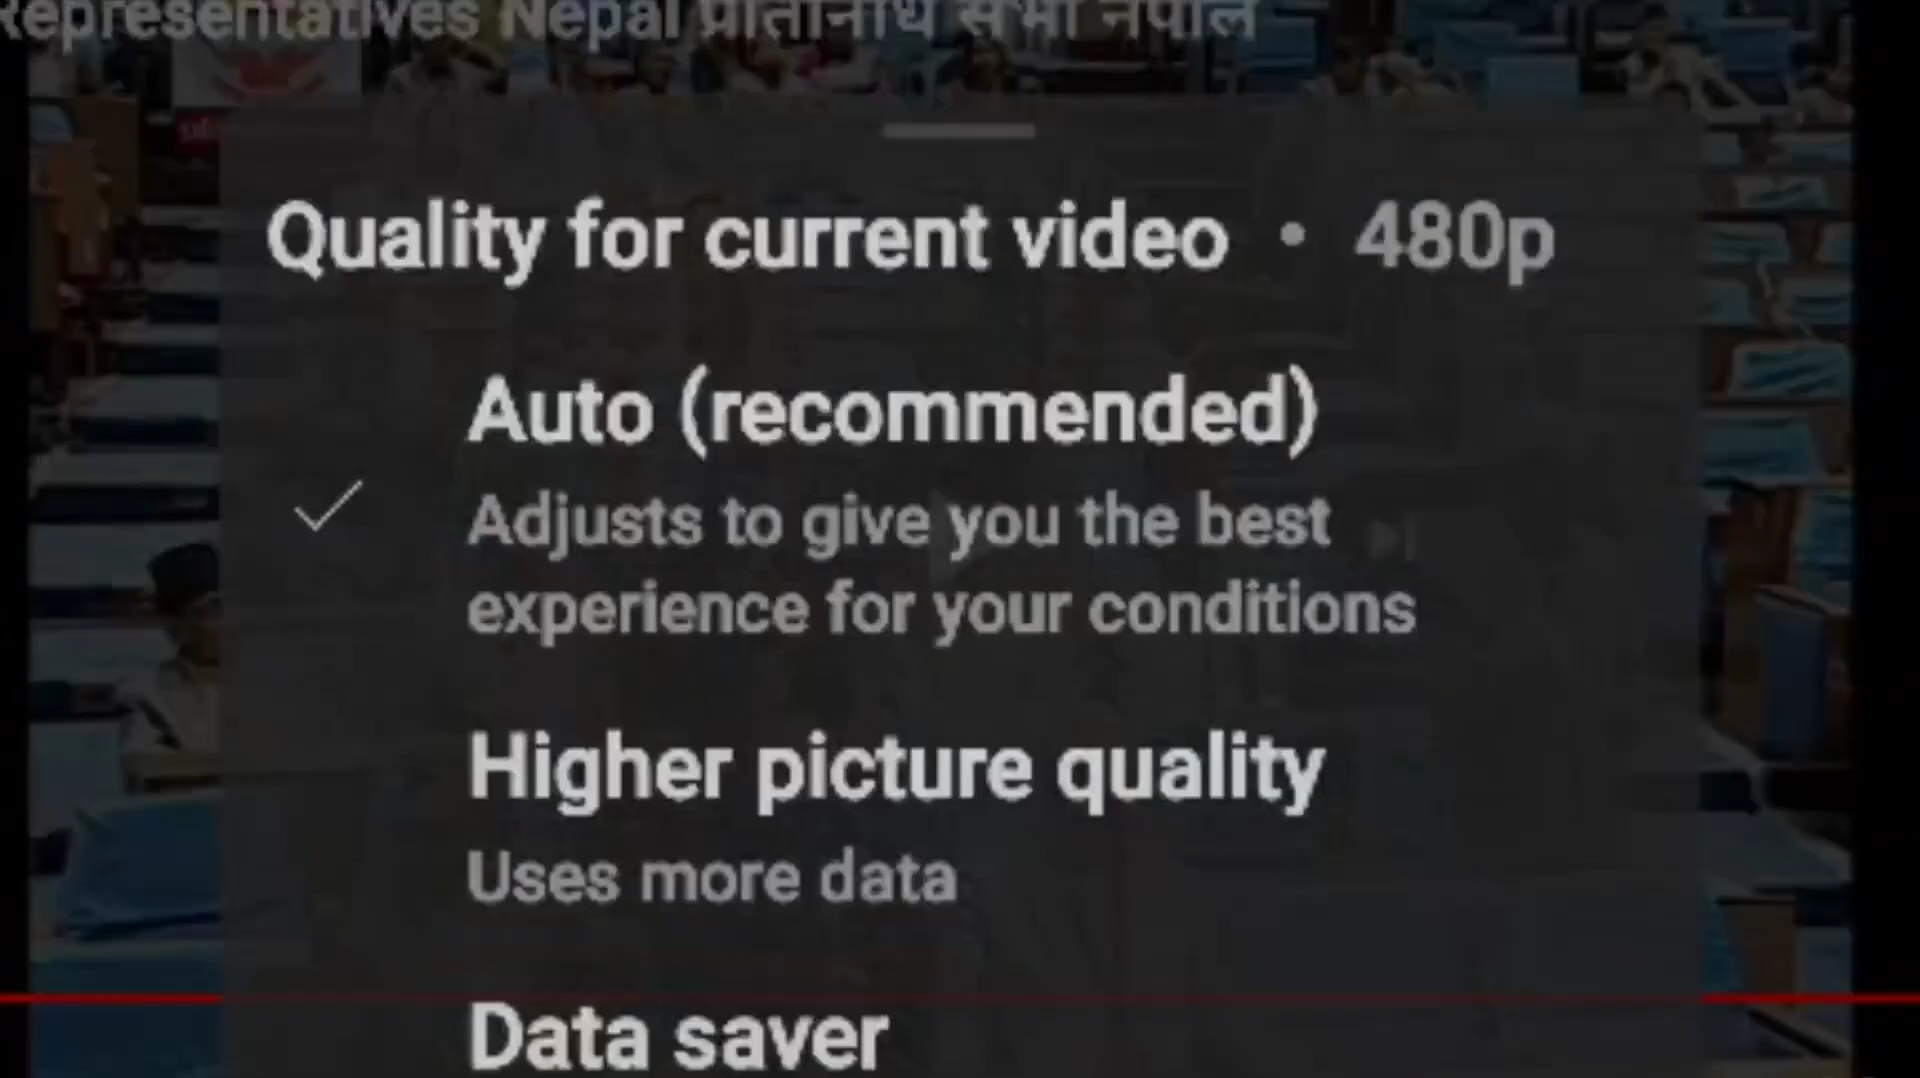 Representatives Nepal प्रतिनिधि सभा नेपाल
Quality for current video • 480p
Auto (recommended)
Adjusts to give you the best
experience for your conditions
Higher picture quality
Uses more data
Data saver